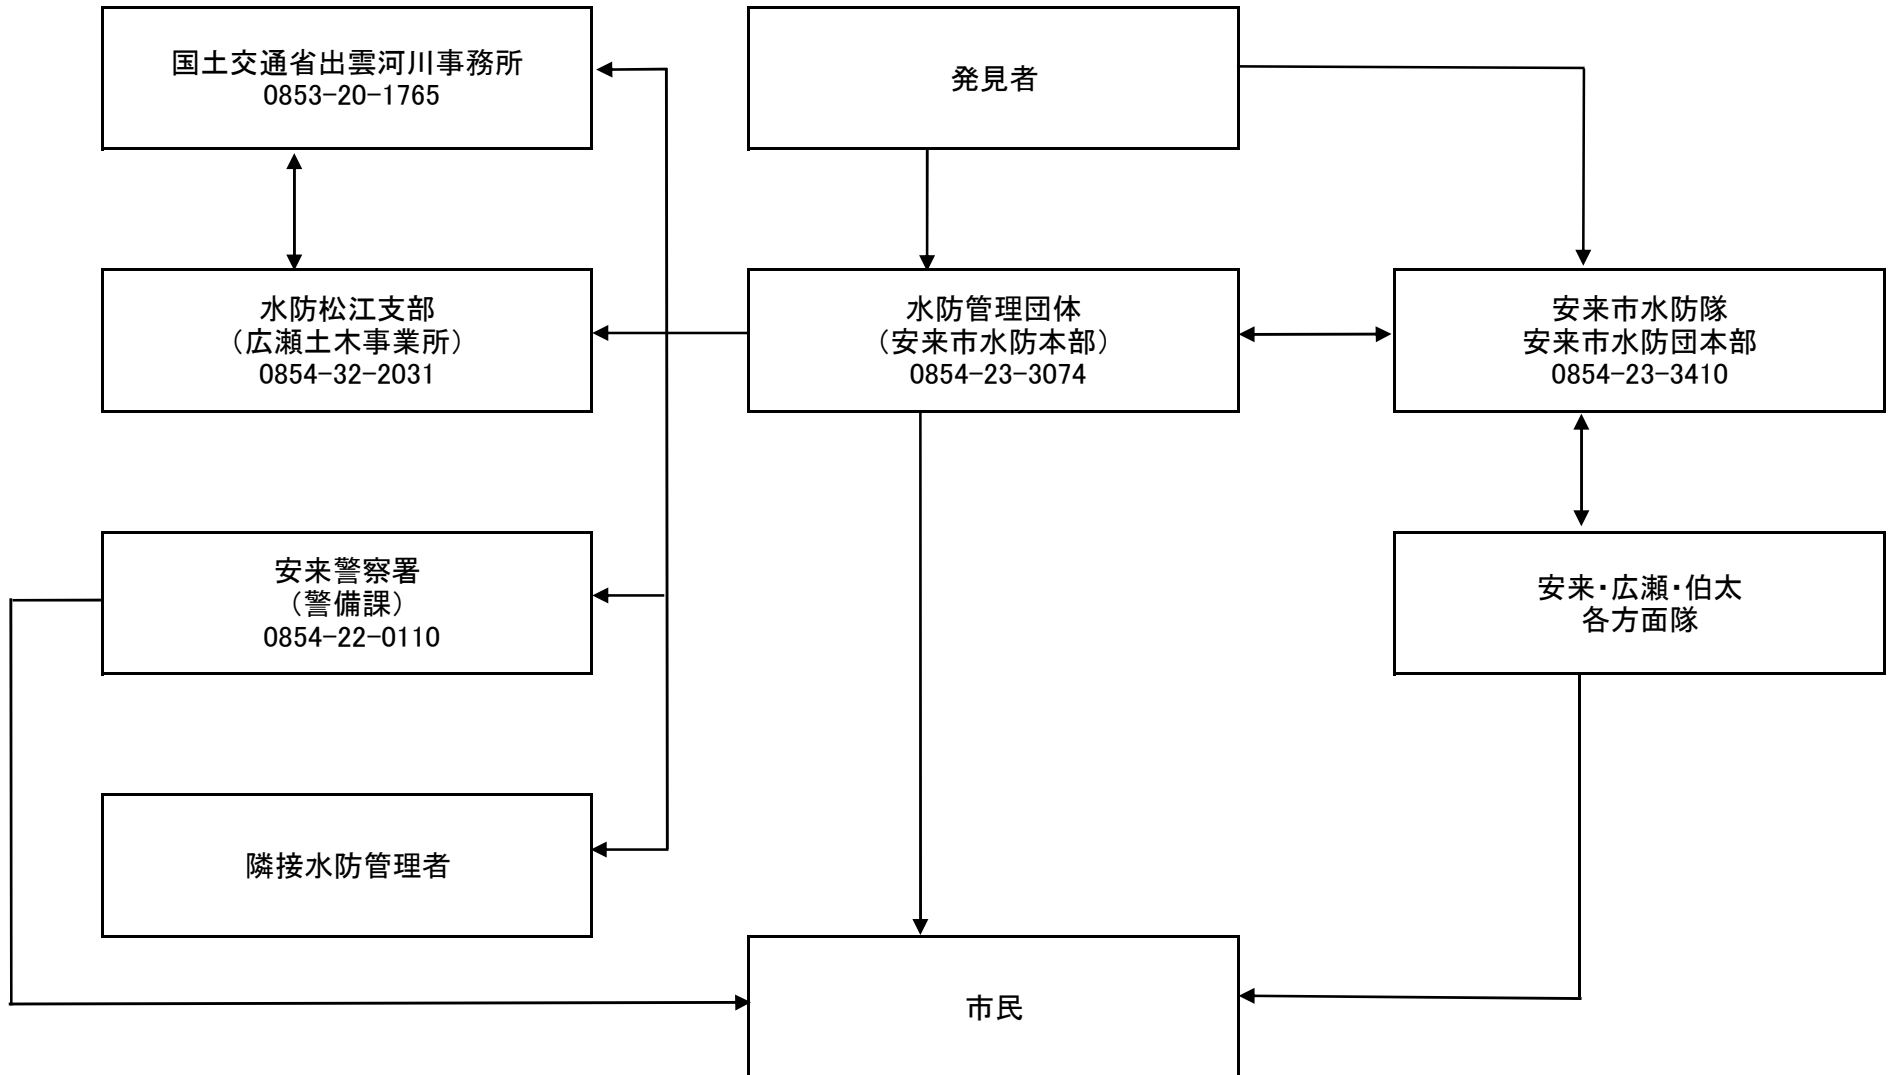 国土交通省出雲河川事務所
0853-20-1765
発見者
水防松江支部
（広瀬土木事業所）
0854-32-2031
水防管理団体
（安来市水防本部）
0854-23-3074
安来市水防隊
安来市水防団本部
0854-23-3410
安来警察署
（警備課）
0854-22-0110
安来・広瀬・伯太
各方面隊
隣接水防管理者
市民